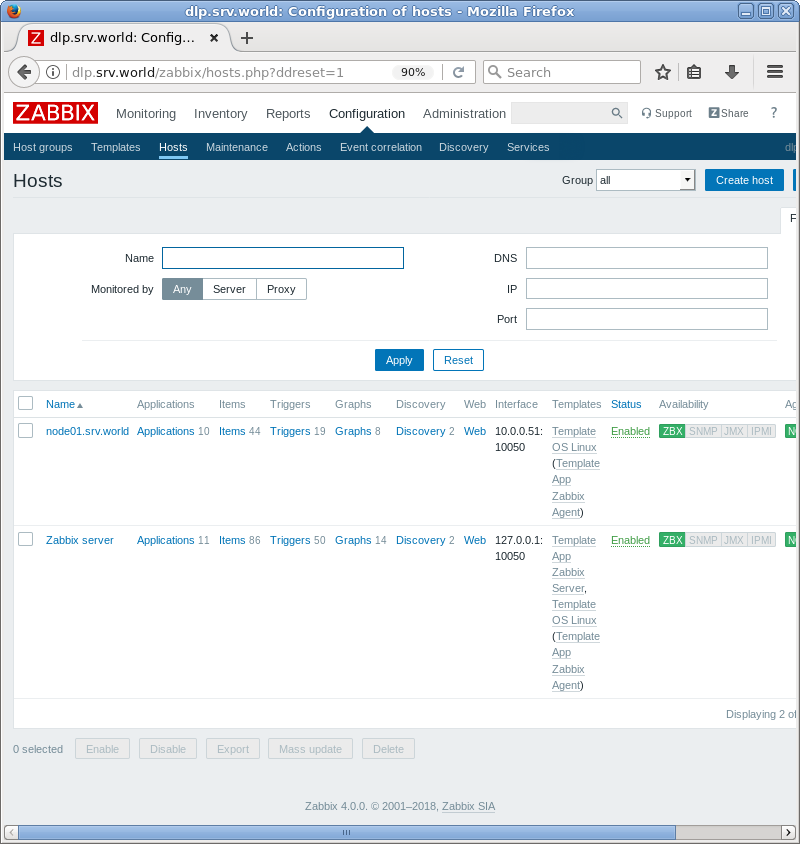 dlp.srv.world: Configuration of hosts - Mozilla Firefox
dlp.srv.world: Config...
dlp.srv.world/zabbix/hosts.php?ddreset=1
90%
Search
ZABBIX
Monitoring Inventory Reports Configuration Administration
Support
Z Share
?
Host groups Templates Hosts Maintenance Actions Event correlation Discovery Services
Hosts
Group all
Create host
Name
DNS
Monitored by Any Server Proxy
IP
Port
Apply Reset
Name Applications Items Triggers Graphs Discovery Web Interface Templates Status Availability
node01.srv.world Applications 10 Items 44 Triggers 19 Graphs 8 Discovery 2 Web 10.0.0.51: Template Enabled ZBX SNMP JMX IPMI
10050 OS Linux
(Template
App
Zabbix
Agent)
Zabbix server Applications 11 Items 86 Triggers 50 Graphs 14 Discovery 2 Web 127.0.0.1: Template Enabled ZBX SNMP JMX IPMI
10050 App
Zabbix
Server,
Template
OS Linux
(Template
App
Zabbix
Agent)
Displaying 2 of
0 selected Enable Disable Export Mass update Delete
Zabbix 4.0.0. © 2001–2018, Zabbix SIA